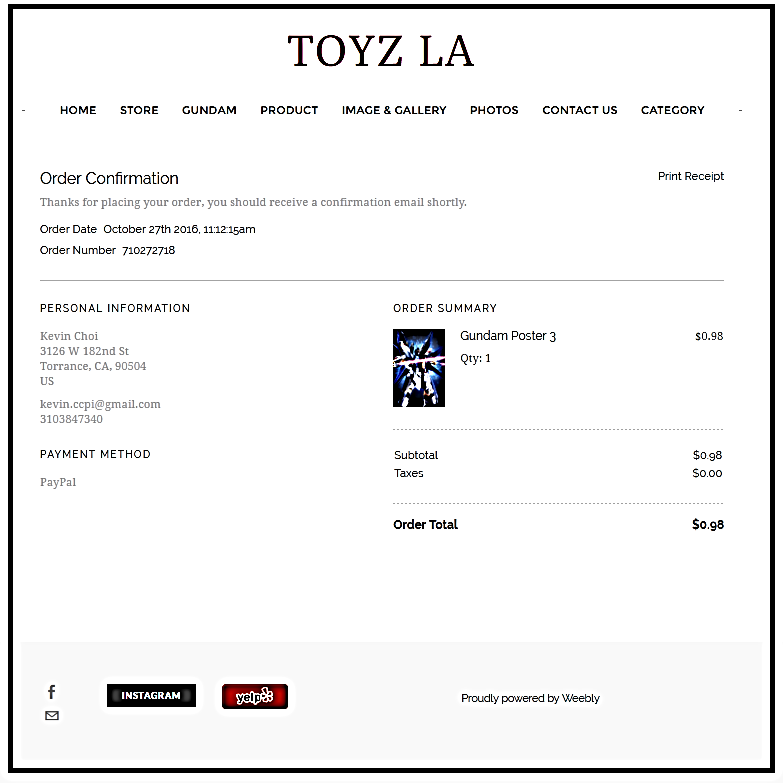 TOYZ LA
- HOME STORE GUNDAM PRODUCT IMAGE & GALLERY PHOTOS CONTACT US CATEGORY -
Order Confirmation
Print Receipt
Thanks for placing your order, you should receive a confirmation email shortly.
Order Date October 27th 2016, 11:12:15am
Order Number 710272718
PERSONAL INFORMATION
Kevin Choi
3126 W 182nd St
Torrance, CA, 90504
US
kevin.ccpi@gmail.com
3103847340
PAYMENT METHOD
PayPal
ORDER SUMMARY
Gundam Poster 3 $0.98
Qty: 1
Subtotal $0.98
Taxes $0.00
Order Total $0.98
f
INSTAGRAM
yelp
Proudly powered by Weebly